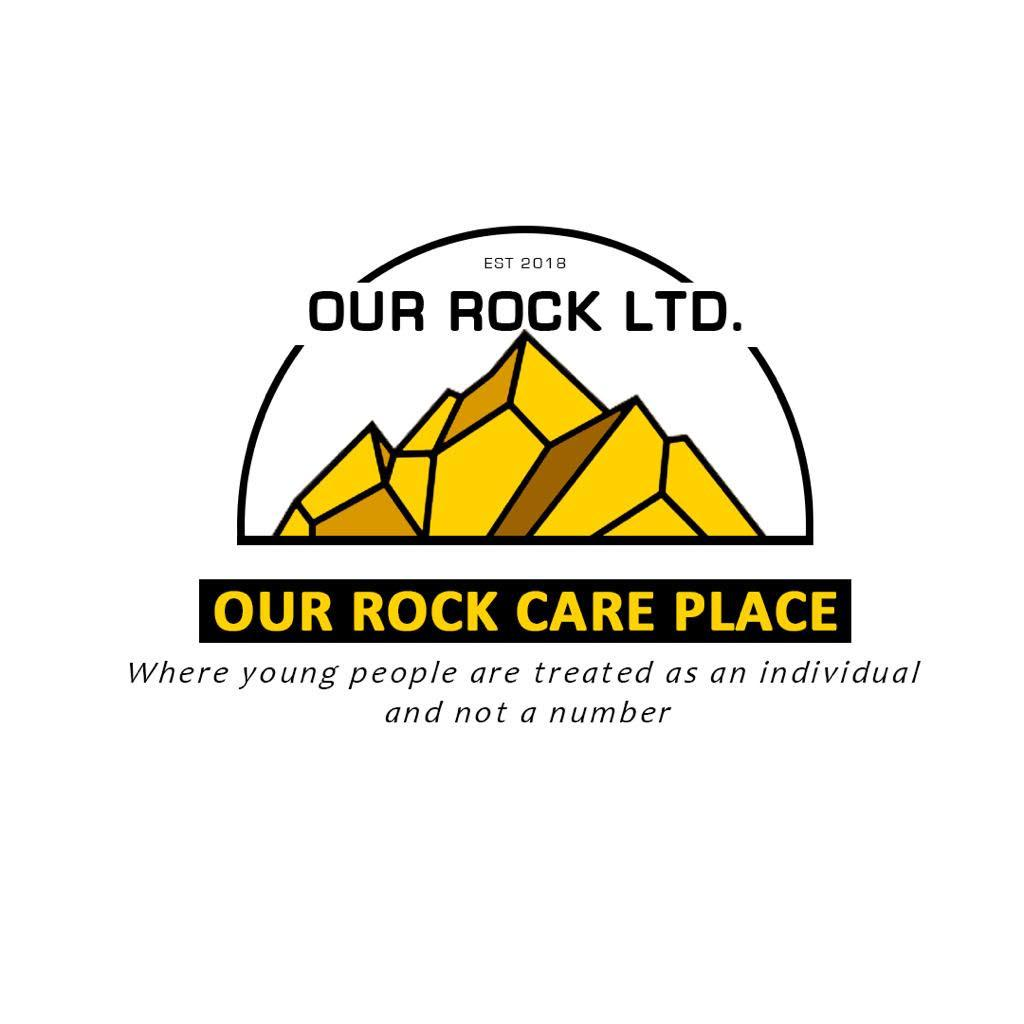 EST 2018
OUR ROCK LTD.
OUR ROCK CARE PLACE
Where young people are treated as an individual
and not a number